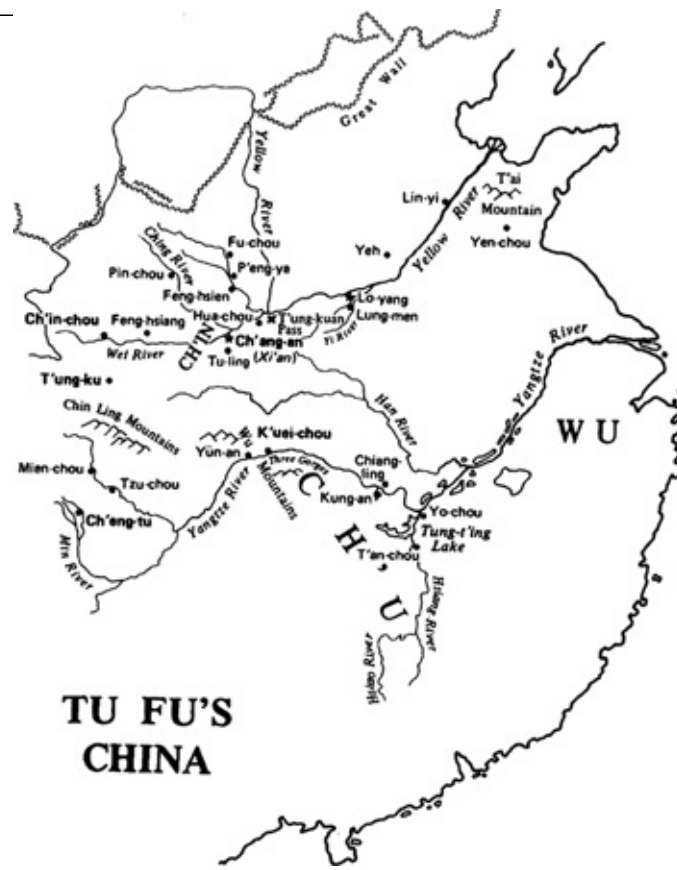 Great Wall
Yellow
River
T'ai
Mountain
Lin-yi
Yellow River
Yen-chou
Yeh
Fu-chou
Ching River
P'eng-ya
Pin-chou
Feng-hsien
Lo-yang
Hua-chou
T'ung-kuan
Pass
Lung-men
Yi River
Ch'in-chou
Feng-hsiang
CH'IN
Ch'ang-an
(Xi'an)
Wei River
Tu-ling
T'ung-ku
Han River
Yangtze River
WU
Chin Ling Mountains
K'uei-chou
Yün-an
Wu
Mountains
Three Gorges
Chiang-
ling
Mien-chou
Tzu-chou
Kung-an
CH'U
Ch'eng-tu
Yangtze River
Yo-chou
Tung-t'ing
Lake
T'an-chou
Min River
Hsiang River
TU FU'S
CHINA